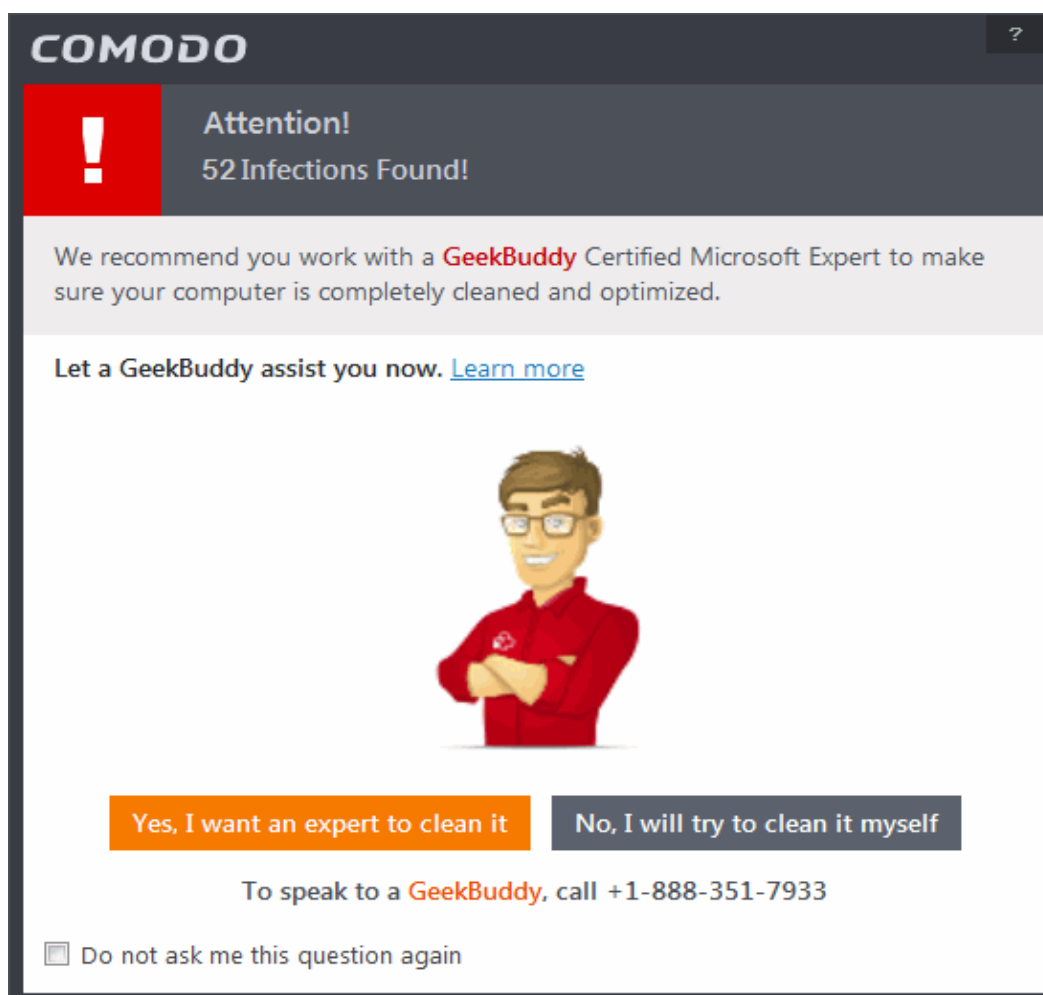 COMODO
?
!
Attention!
52 Infections Found!
We recommend you work with a GeekBuddy Certified Microsoft Expert to make
sure your computer is completely cleaned and optimized.
Let a GeekBuddy assist you now. Learn more
Yes, I want an expert to clean it
No, I will try to clean it myself
To speak to a GeekBuddy, call +1-888-351-7933
Do not ask me this question again